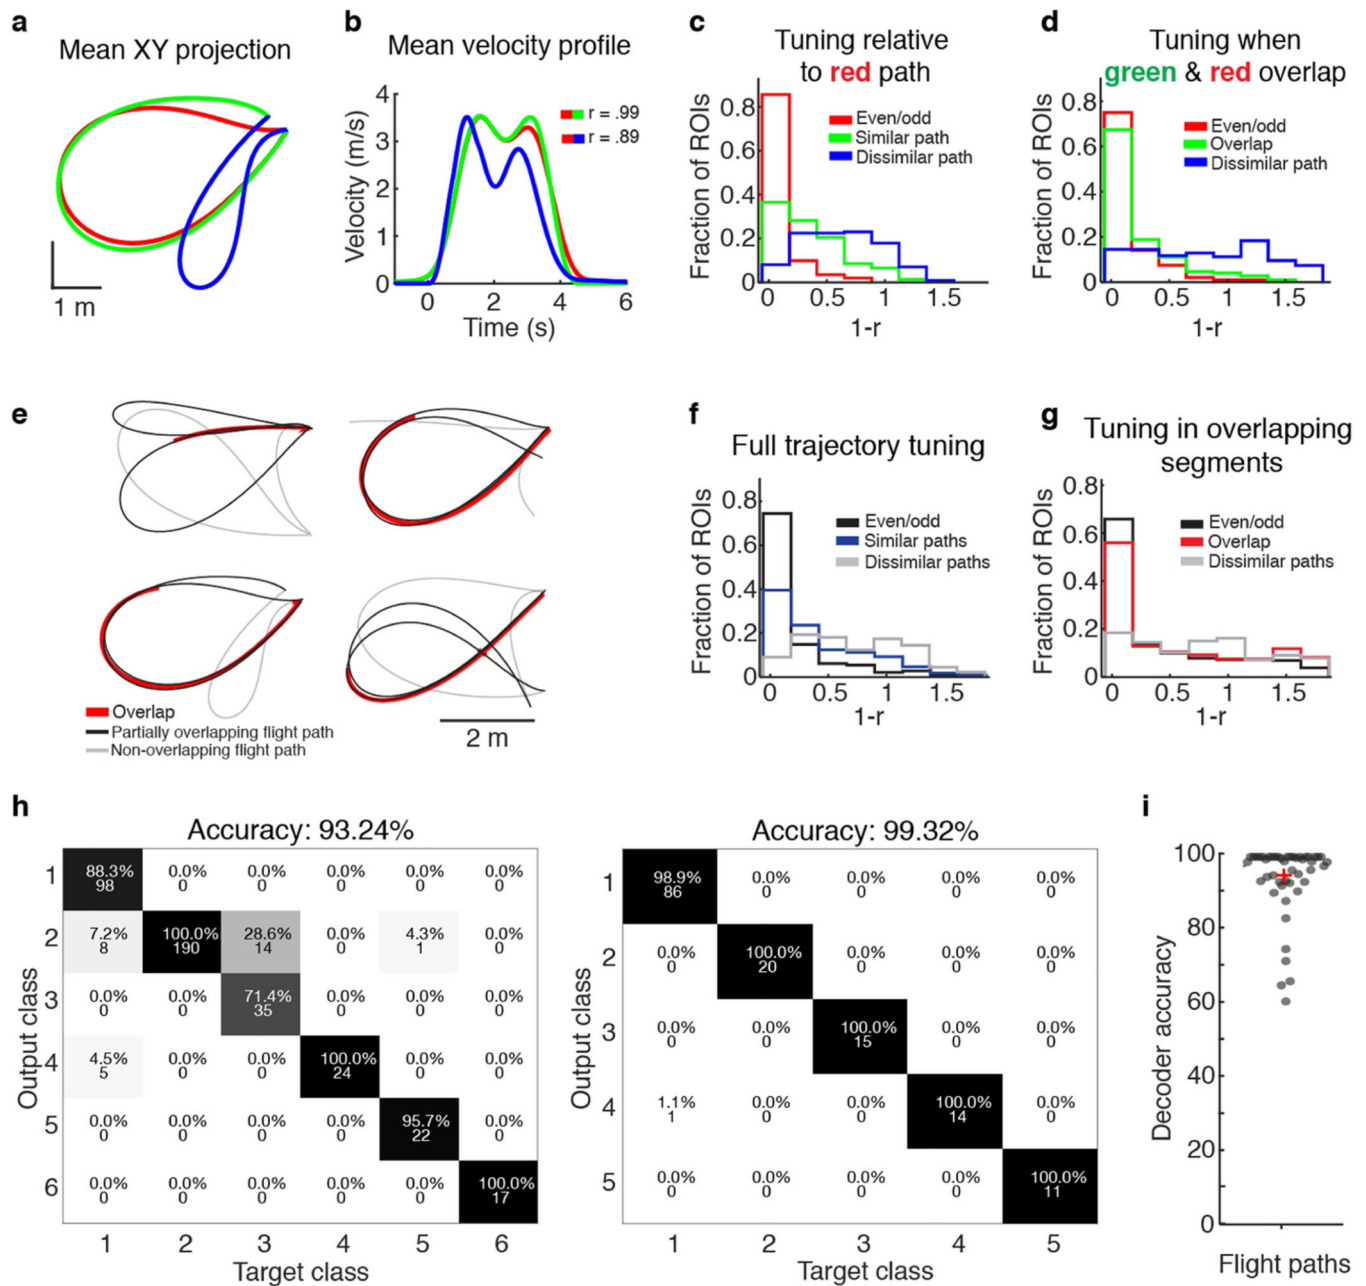 a
Mean XY projection
1 m
b
Mean velocity profile
Velocity (m/s)
4
3
2
1
0
0 2 4 6
Time (s)
r = .99
r = .89
c
Tuning relative
to red path
Fraction of ROIs
0.8
0.6
0.4
0.2
0
0 0.5 1 1.5
1-r
Even/odd
Similar path
Dissimilar path
d
Tuning when
green & red overlap
Fraction of ROIs
0.8
0.6
0.4
0.2
0
0 0.5 1 1.5
1-r
Even/odd
Overlap
Dissimilar path
e
Overlap
Partially overlapping flight path
Non-overlapping flight path
2 m
f
Full trajectory tuning
Fraction of ROIs
0.8
0.6
0.4
0.2
0
0 0.5 1 1.5
1-r
Even/odd
Similar paths
Dissimilar paths
g
Tuning in overlapping
segments
Fraction of ROIs
0.8
0.6
0.4
0.2
0
0 0.5 1 1.5
1-r
Even/odd
Overlap
Dissimilar paths
h
Accuracy: 93.24%
Output class
1 88.3% 0.0% 0.0% 0.0% 0.0% 0.0%
98 0 0 0 0 0
2 7.2% 100.0% 28.6% 0.0% 4.3% 0.0%
8 190 14 0 1 0
3 0.0% 0.0% 71.4% 0.0% 0.0% 0.0%
0 0 35 0 0 0
4 4.5% 0.0% 0.0% 100.0% 0.0% 0.0%
5 0 0 24 0 0
5 0.0% 0.0% 0.0% 0.0% 95.7% 0.0%
0 0 0 0 22 0
6 0.0% 0.0% 0.0% 0.0% 0.0% 100.0%
0 0 0 0 0 17
1 2 3 4 5 6
Target class
Accuracy: 99.32%
Output class
1 98.9% 0.0% 0.0% 0.0% 0.0%
86 0 0 0 0
2 0.0% 100.0% 0.0% 0.0% 0.0%
0 20 0 0 0
3 0.0% 0.0% 100.0% 0.0% 0.0%
0 0 15 0 0
4 1.1% 0.0% 0.0% 100.0% 0.0%
1 0 0 14 0
5 0.0% 0.0% 0.0% 0.0% 100.0%
0 0 0 0 11
1 2 3 4 5
Target class
i
Decoder accuracy
100
80
60
40
20
0
Flight paths